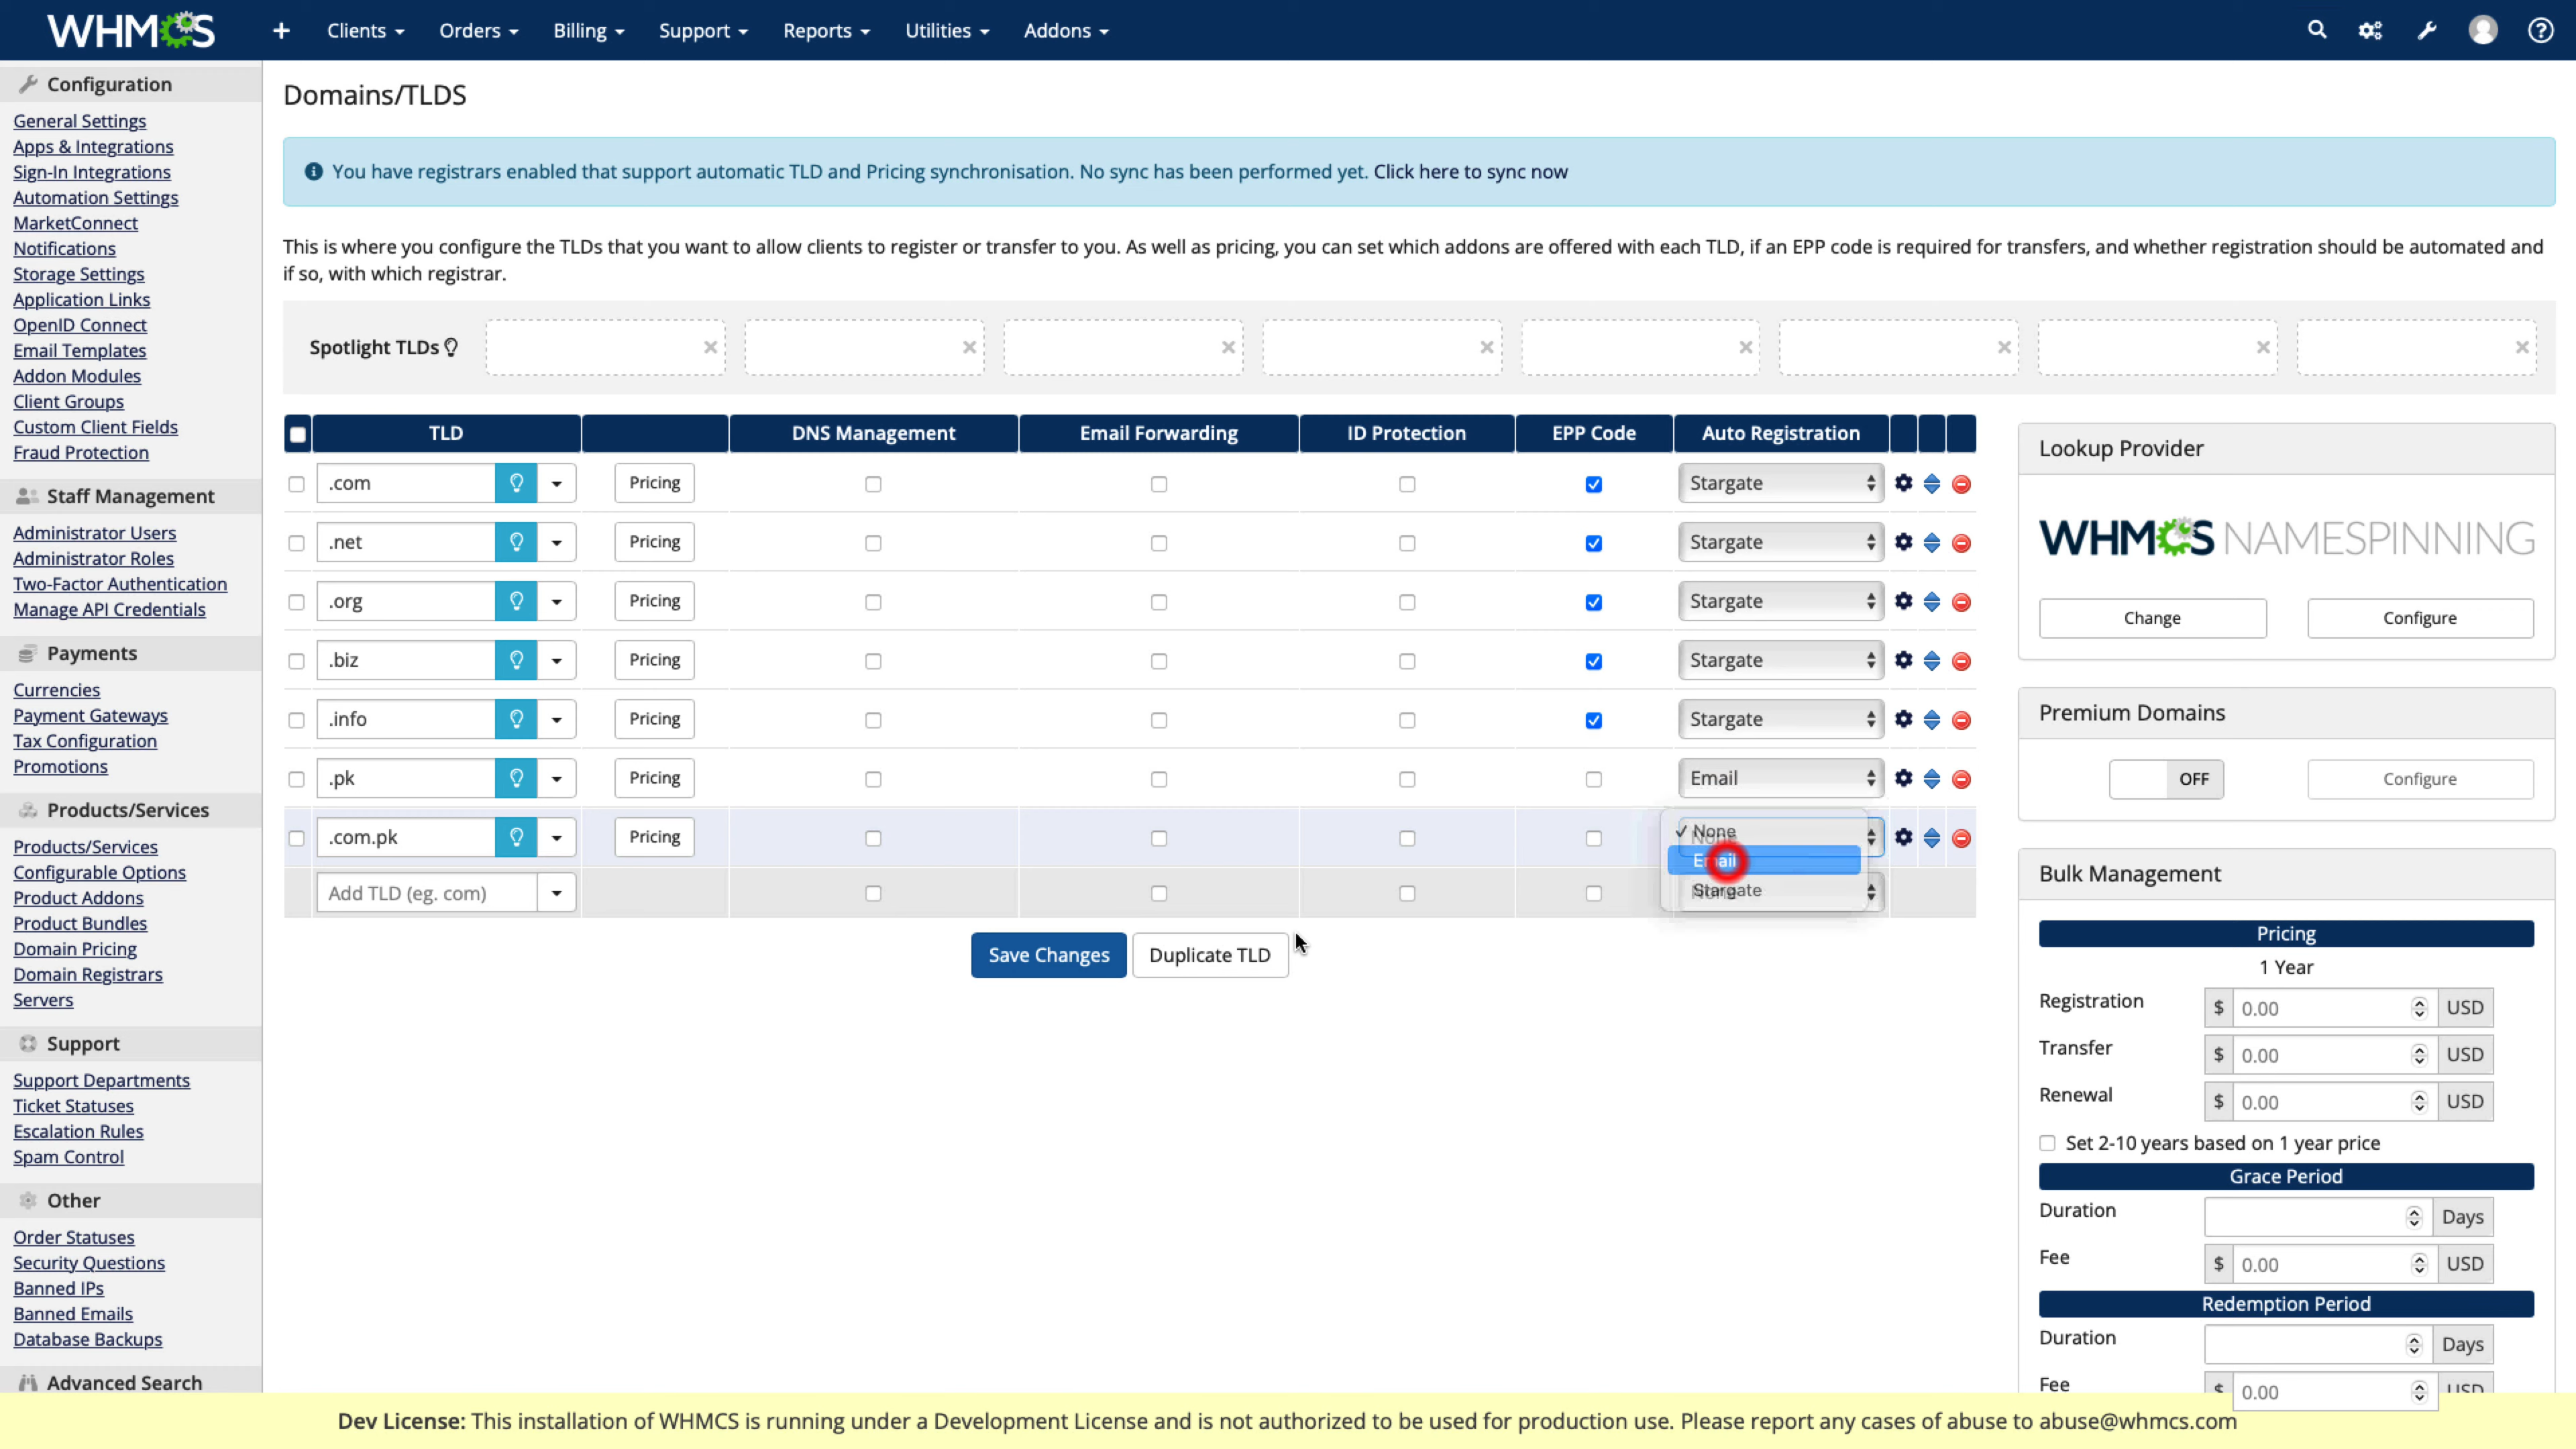 WHMCS
Clients
Orders
Billing
Support
Reports
Utilities
Addons
Configuration
General Settings
Apps & Integrations
Sign-In Integrations
Automation Settings
MarketConnect
Notifications
Storage Settings
Application Links
OpenID Connect
Email Templates
Addon Modules
Client Groups
Custom Client Fields
Fraud Protection
Staff Management
Administrator Users
Administrator Roles
Two-Factor Authentication
Manage API Credentials
Payments
Currencies
Payment Gateways
Tax Configuration
Promotions
Products/Services
Products/Services
Configurable Options
Product Addons
Product Bundles
Domain Pricing
Domain Registrars
Servers
Support
Support Departments
Ticket Statuses
Escalation Rules
Spam Control
Other
Order Statuses
Security Questions
Banned IPs
Banned Emails
Database Backups
Advanced Search
Domains/TLDS
You have registrars enabled that support automatic TLD and Pricing synchronisation. No sync has been performed yet. Click here to sync now
This is where you configure the TLDs that you want to allow clients to register or transfer to you. As well as pricing, you can set which addons are offered with each TLD, if an EPP code is required for transfers, and whether registration should be automated and
if so, with which registrar.
Spotlight TLDs
TLD DNS Management Email Forwarding ID Protection EPP Code Auto Registration
.com Pricing Stargate
.net Pricing Stargate
.org Pricing Stargate
.biz Pricing Stargate
.info Pricing Stargate
.pk Pricing Email
.com.pk Pricing None
None
Email
Stargate
Add TLD (eg. com) None
Save Changes
Duplicate TLD
Lookup Provider
WHMCS NAMESPINNING
Change
Configure
Premium Domains
OFF
Configure
Bulk Management
Pricing
1 Year
Registration $ 0.00 USD
Transfer $ 0.00 USD
Renewal $ 0.00 USD
Set 2-10 years based on 1 year price
Grace Period
Duration Days
Fee $ 0.00 USD
Redemption Period
Duration Days
Fee $ 0.00 USD
Dev License: This installation of WHMCS is running under a Development License and is not authorized to be used for production use. Please report any cases of abuse to abuse@whmcs.com